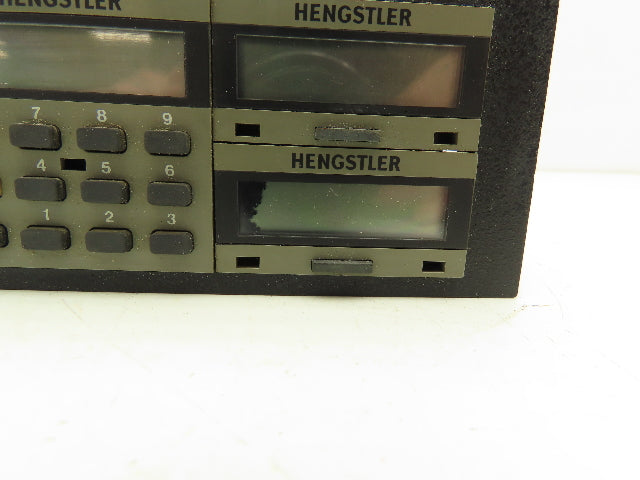 HENGSTLER
HENGSTLER
7 8 9
HENGSTLER
4 5 6
1 2 3